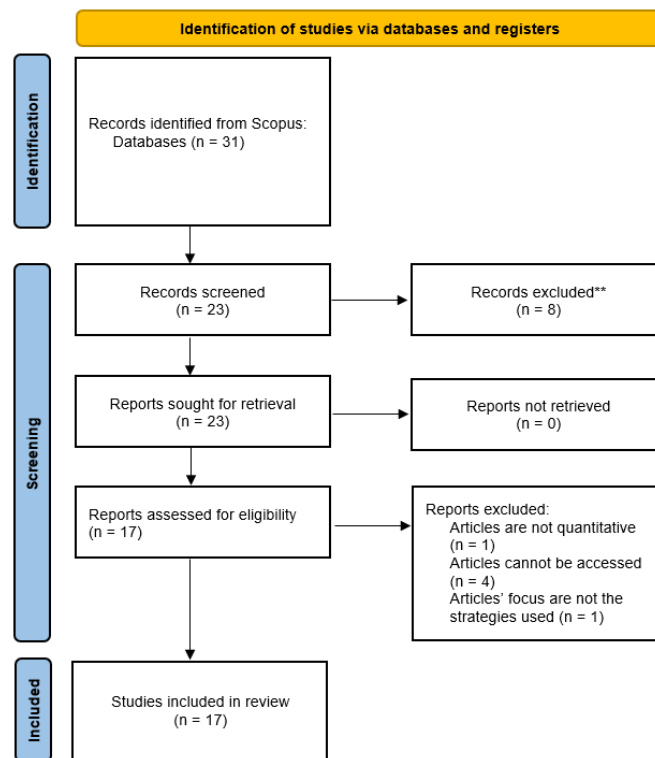 Identification of studies via databases and registers
Identification
Records identified from Scopus:
Databases (n = 31)
Screening
Records screened
(n = 23)
Records excluded**
(n = 8)
Reports sought for retrieval
(n = 23)
Reports not retrieved
(n = 0)
Reports assessed for eligibility
(n = 17)
Reports excluded:
Articles are not quantitative
(n = 1)
Articles cannot be accessed
(n = 4)
Articles' focus are not the
strategies used (n = 1)
Included
Studies included in review
(n = 17)